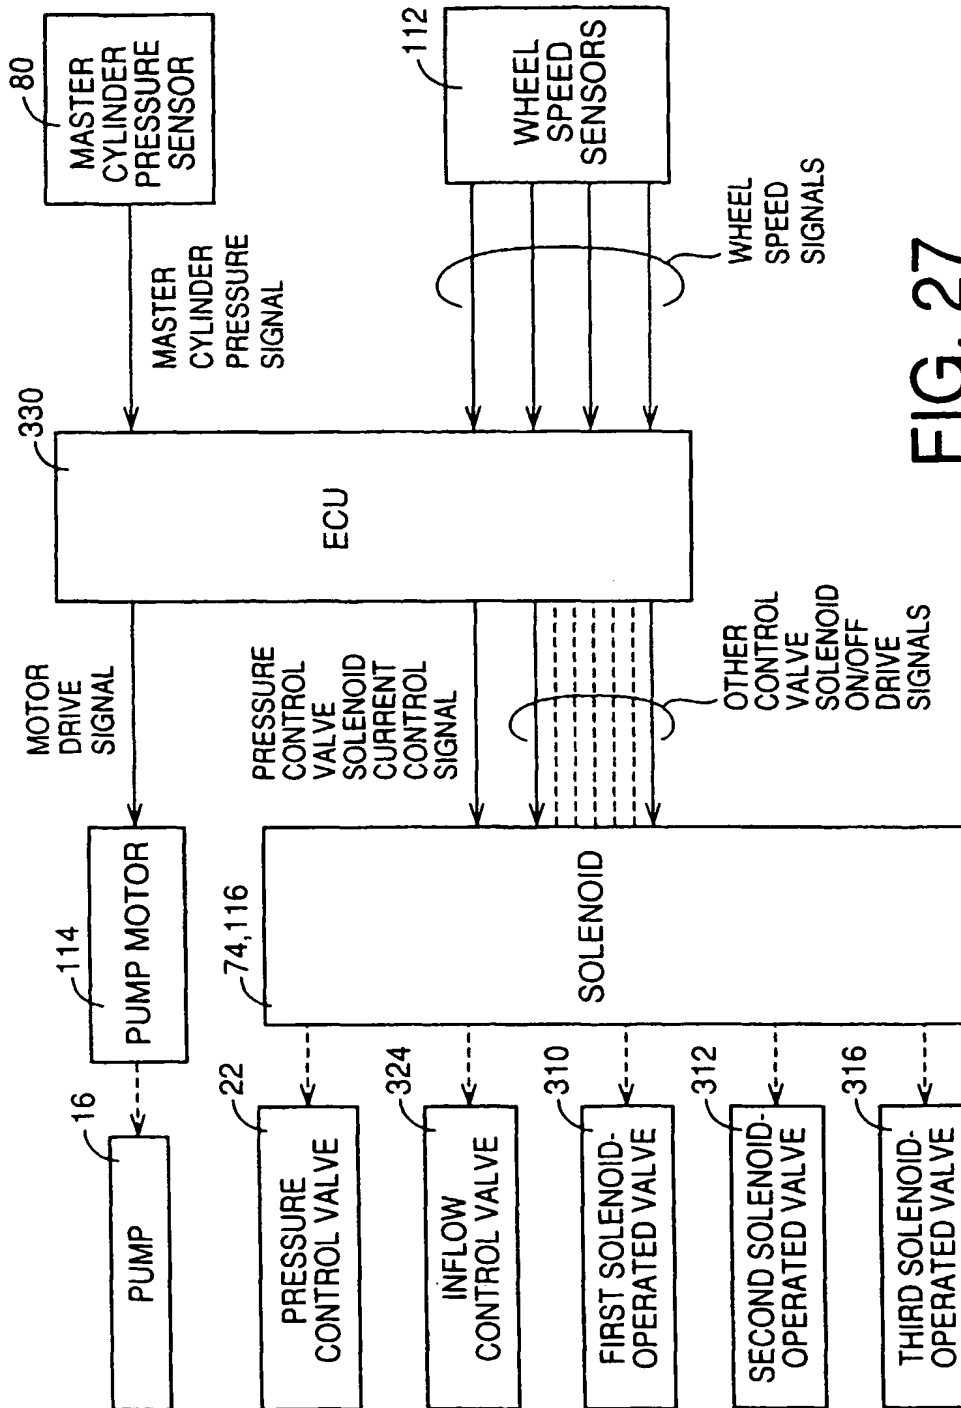 80
MASTER
CYLINDER
PRESSURE
SENSOR
112
WHEEL
SPEED
SENSORS
MASTER
CYLINDER
PRESSURE
SIGNAL
WHEEL
SPEED
SIGNALS
330
ECU
MOTOR
DRIVE
SIGNAL
PRESSURE
CONTROL
VALVE
SOLENOID
CURRENT
CONTROL
SIGNAL
OTHER
CONTROL
VALVE
SOLENOID
ON/OFF
DRIVE
SIGNALS
114
PUMP MOTOR
74,116
SOLENOID
16
PUMP
22
PRESSURE
CONTROL VALVE
324
INFLOW
CONTROL VALVE
310
FIRST SOLENOID-
OPERATED VALVE
312
SECOND SOLENOID-
OPERATED VALVE
316
THIRD SOLENOID-
OPERATED VALVE
FIG. 27